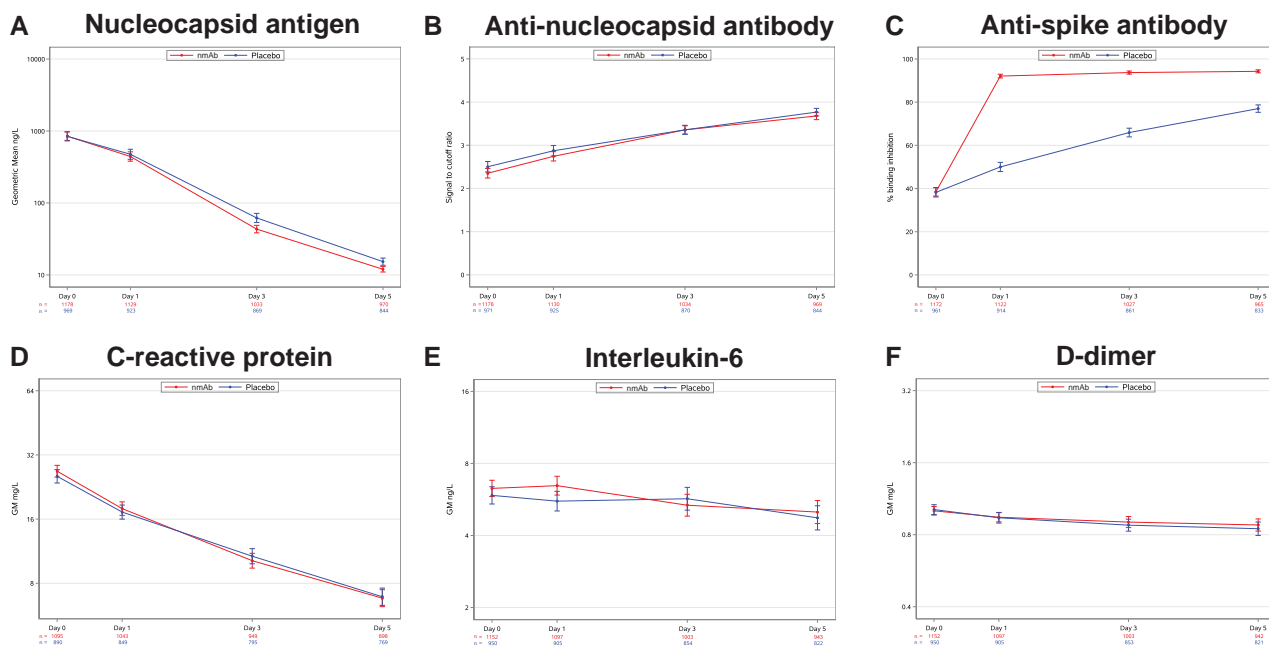 A Nucleocapsid antigen
nmAb Placebo
Geometric Mean ng/L
10000
1000
100
10
Day 0 Day 1 Day 3 Day 5
n = 1178 1129 1033 970
n = 969 923 869 844
B Anti-nucleocapsid antibody
nmAb Placebo
Signal to cutoff ratio
5
4
3
2
1
0
Day 0 Day 1 Day 3 Day 5
n = 1178 1130 1034 969
n = 971 925 870 844
C Anti-spike antibody
nmAb Placebo
% binding inhibition
100
80
60
40
20
0
Day 0 Day 1 Day 3 Day 5
n = 1172 1122 1027 965
n = 961 914 861 833
D C-reactive protein
nmAb Placebo
GM mg/L
64
32
16
8
Day 0 Day 1 Day 3 Day 5
n = 1095 1043 949 898
n = 890 849 795 769
E Interleukin-6
nmAb Placebo
GM ng/L
16
8
4
2
Day 0 Day 1 Day 3 Day 5
n = 1152 1097 1003 943
n = 950 905 854 822
F D-dimer
nmAb Placebo
GM mg/L
3.2
1.6
0.8
0.4
Day 0 Day 1 Day 3 Day 5
n = 1152 1097 1003 942
n = 950 905 853 821